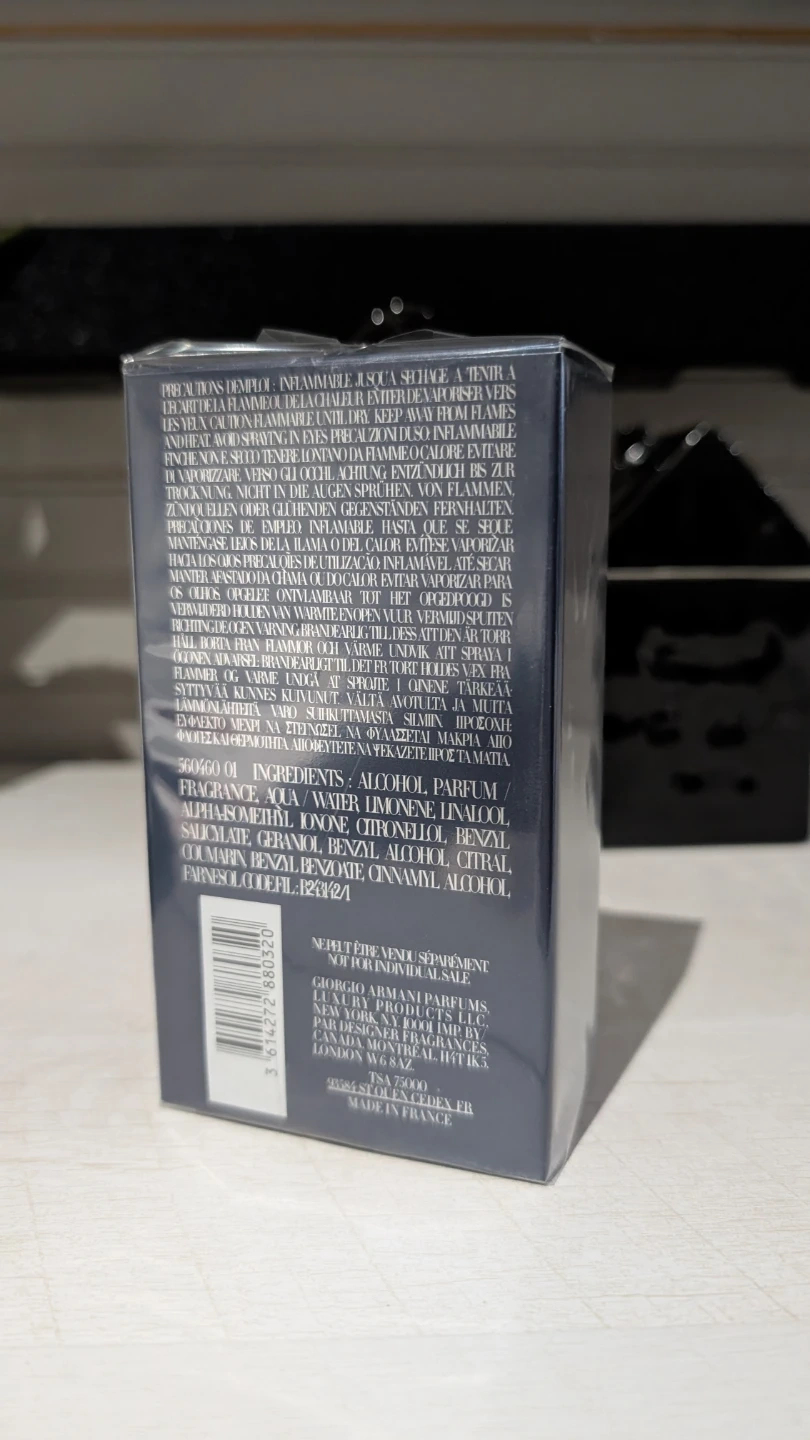 PRECAUTIONS D'EMPLOI : INFLAMMABLE JUSQU'A SECHAGE. A TENIR A
L'ECART DE LA FLAMME OU DE LA CHALEUR. EVITER DE VAPORISER VERS
LES YEUX. CAUTION FLAMMABLE UNTIL DRY. KEEP AWAY FROM FLAMES
AND HEAT. AVOID SPRAYING IN EYES PRECAUZIONI D'USO: INFLAMMABILE
FINCHE NON E SECCO TENERE LONTANO DA FIAMME O CALORE EVITARE
DI VAPORIZZARE VERSO GLI OCCHI. ACHTUNG: ENTZÜNDLICH BIS ZUR
TROCKNUNG. NICHT IN DIE AUGEN SPRÜHEN. VON FLAMMEN,
ZÜNDQUELLEN ODER GLÜHENDEN GEGENSTÄNDEN FERNHALTEN.
PRECAUCIONES DE EMPLEO. INFLAMABLE HASTA QUE SE SEQUE
MANTÉNGASE LEJOS DE LA LLAMA O DEL CALOR. EVÍTESE VAPORIZAR
HACIA LOS OJOS PRECAUÇÕES DE UTILIZAÇÃO: INFLAMÁVEL ATÉ SECAR
MANTER AFASTADO DA CHAMA OU DO CALOR. EVITAR VAPORIZAR PARA
OS OLHOS. OPGELET: ONTVLAMBAAR TOT HET OPGEDROOGD IS
VERWIJDERD HOUDEN VAN WARMTE EN OPEN VUUR. VERMIJD SPUITEN
RICHTING DE OGEN VARNING: BRANDFARLIG TILL DESS ATT DEN ÄR TORR
HÅLL BORTA FRÅN FLAMMOR OCH VÄRME UNDVIK ATT SPRAYA I
ÖGONEN ADVARSEL: BRANDFARLIGT TIL DET ER TØRT. HOLDES VÆK FRA
FLAMMER OG VARME UNDGÅ AT SPRØJTE I ØJNENE TÄRKEÄÄ:
SYTTYVÄÄ KUNNES KUIVUNUT. VÄLTÄ AVOTULTA JA MUITA
LÄMMÖNLÄHTEITÄ. VARO SUIHKUTTAMASTA SILMIIN. ΠΡΟΣΟΧΗ:
ΕΥΦΛΕΚΤΟ ΜΕΧΡΙ ΝΑ ΣΤΕΓΝΩΣΕΙ. ΝΑ ΦΥΛΑΣΣΕΤΑΙ ΜΑΚΡΙΑ ΑΠΟ
ΦΛΟΓΕΣ ΚΑΙ ΘΕΡΜΟΤΗΤΑ. ΑΠΟΦΕΥΓΕΤΕ ΝΑ ΨΕΚΑΖΕΤΕ ΠΡΟΣ ΤΑ ΜΑΤΙΑ.
560460 01 INGREDIENTS : ALCOHOL, PARFUM /
FRAGRANCE, AQUA / WATER LIMONENE, LINALOOL,
ALPHA-ISOMETHYL IONONE, CITRONELLOL, BENZYL
SALICYLATE, GERANIOL, BENZYL ALCOHOL, CITRAL,
COUMARIN, BENZYL BENZOATE, CINNAMYL ALCOHOL,
FARNESOL CODE FIL : B243142/1
3 614272 880320
NE PEUT ÊTRE VENDU SÉPARÉMENT.
NOT FOR INDIVIDUAL SALE
GIORGIO ARMANI PARFUMS,
LUXURY PRODUCTS LLC,
NEW YORK, N.Y. 10001 IMP. BY/
PAR DESIGNER FRAGRANCES,
CANADA, MONTRÉAL, H4T 1K5.
LONDON W6 8AZ.
TSA 75000
93584 ST OUEN CEDEX, FR
MADE IN FRANCE